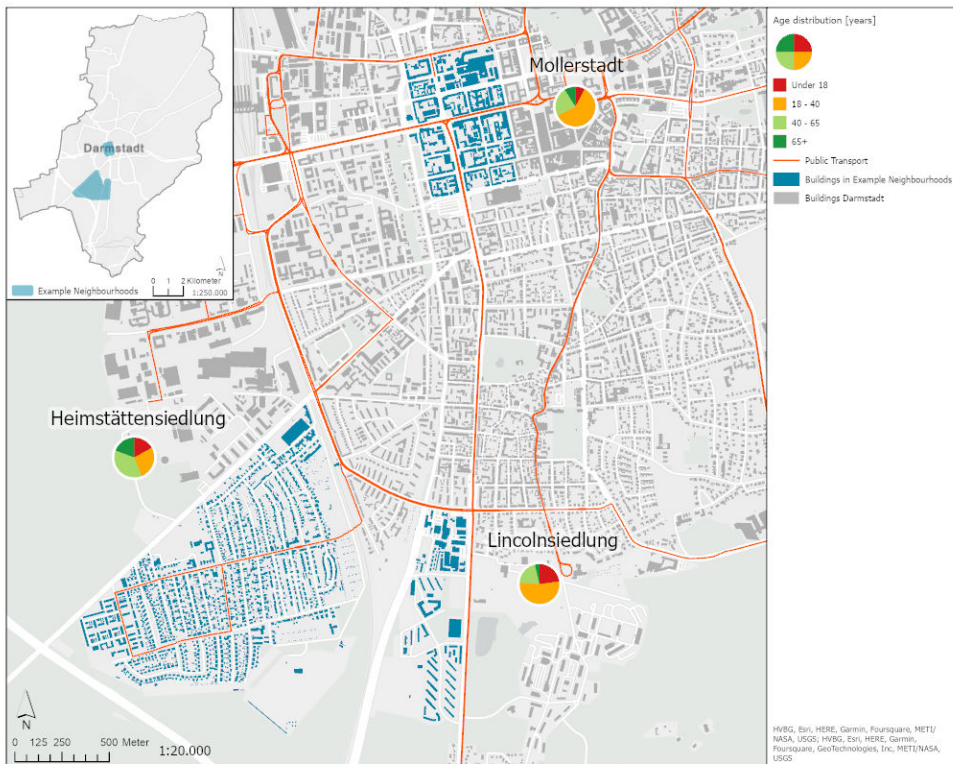 Darmstadt
N
0 1 2 Kilometer
1:250.000
Example Neighbourhoods
Mollerstadt
Heimstättensiedlung
Lincolnsiedlung
N
0 125 250 500 Meter
1:20.000
Age distribution [years]
Under 18
18 - 40
40 - 65
65+
Public Transport
Buildings in Example Neighbourhoods
Buildings Darmstadt
HVBG, Esri, HERE, Garmin, Foursquare, METI/
NASA, USGS; HVBG, Esri, HERE, Garmin,
Foursquare, GeoTechnologies, Inc, METI/NASA,
USGS